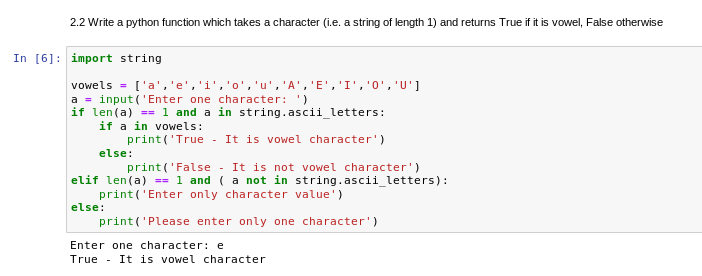 2.2 Write a python function which takes a character (i.e. a string of length 1) and returns True if it is vowel, False otherwise
In [6]: import string
vowels = ['a','e','i','o','u','A','E','I','O','U']
a = input('Enter one character: ')
if len(a) == 1 and a in string.ascii_letters:
    if a in vowels:
        print('True - It is vowel character')
    else:
        print('False - It is not vowel character')
elif len(a) == 1 and ( a not in string.ascii_letters):
    print('Enter only character value')
else:
    print('Please enter only one character')
Enter one character: e
True - It is vowel character